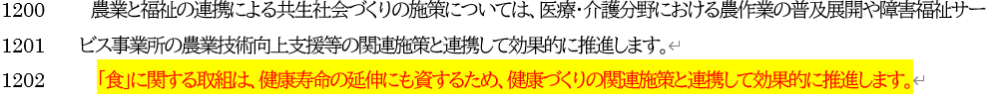 1200 農業と福祉の連携による共生社会づくりの施策については、医療・介護分野における農作業の普及展開や障害福祉サー
1201 ビス事業所の農業技術向上支援等の関連施策と連携して効果的に推進します。↵
1202 「食」に関する取組は、健康寿命の延伸にも資するため、健康づくりの関連施策と連携して効果的に推進します。↵